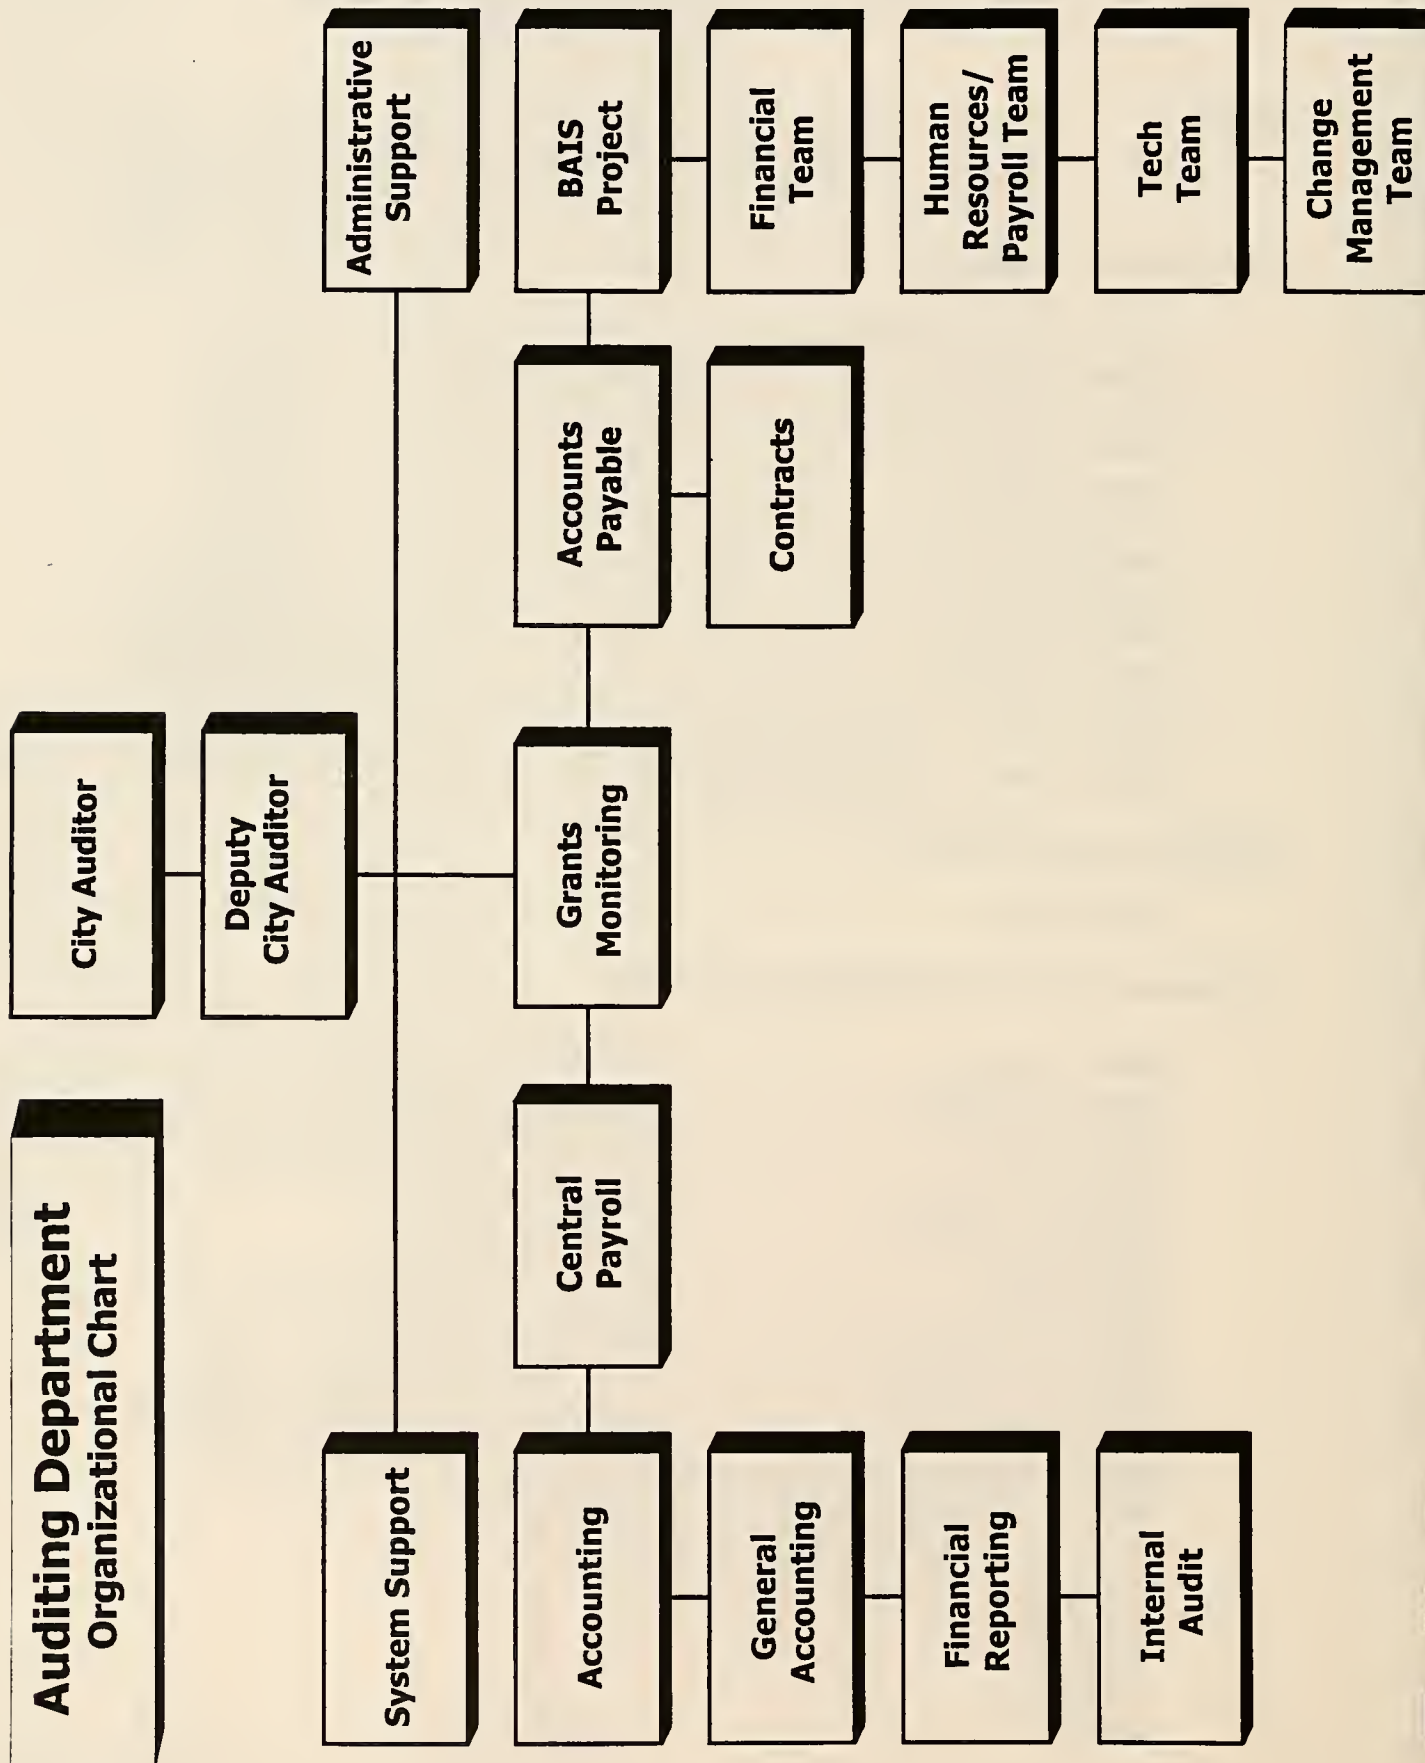 Auditing Department
Organizational Chart
City Auditor
Deputy
City Auditor
System Support
Administrative
Support
Accounting
Central
Payroll
Grants
Monitoring
Accounts
Payable
BAIS
Project
General
Accounting
Contracts
Financial
Team
Financial
Reporting
Human
Resources/
Payroll Team
Internal
Audit
Tech
Team
Change
Management
Team